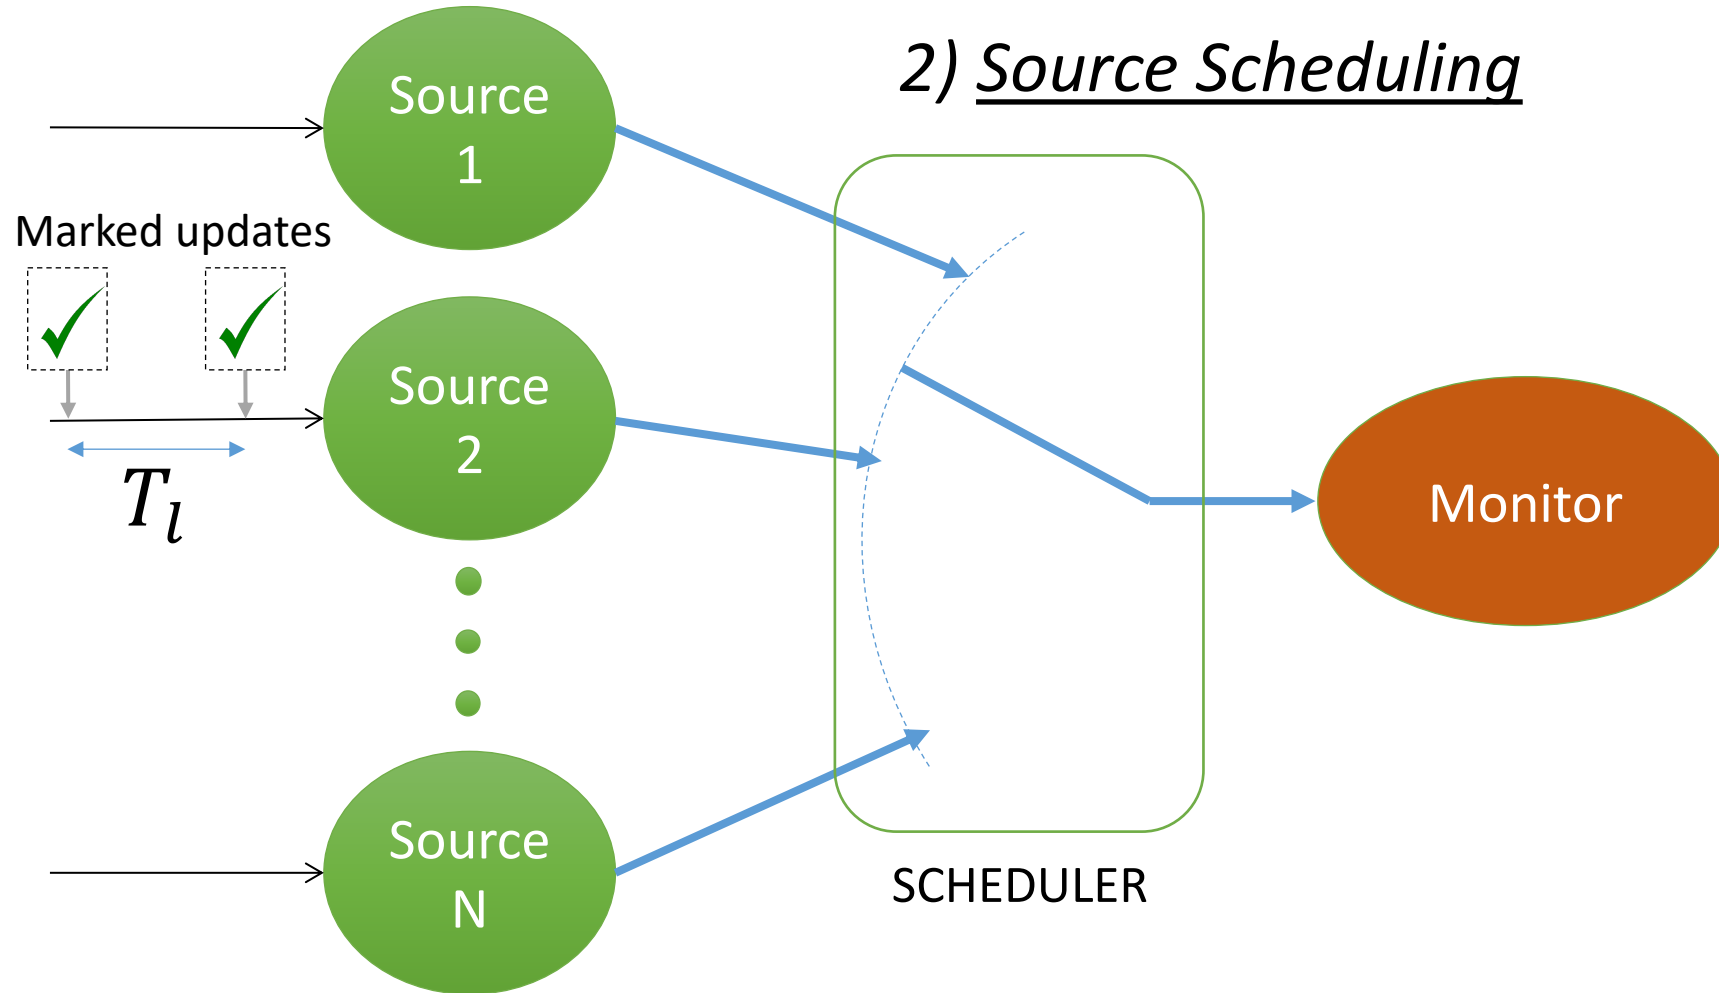 2) Source Scheduling
Source
1
Marked updates
Source
2
T_l
Monitor
Source
N
SCHEDULER